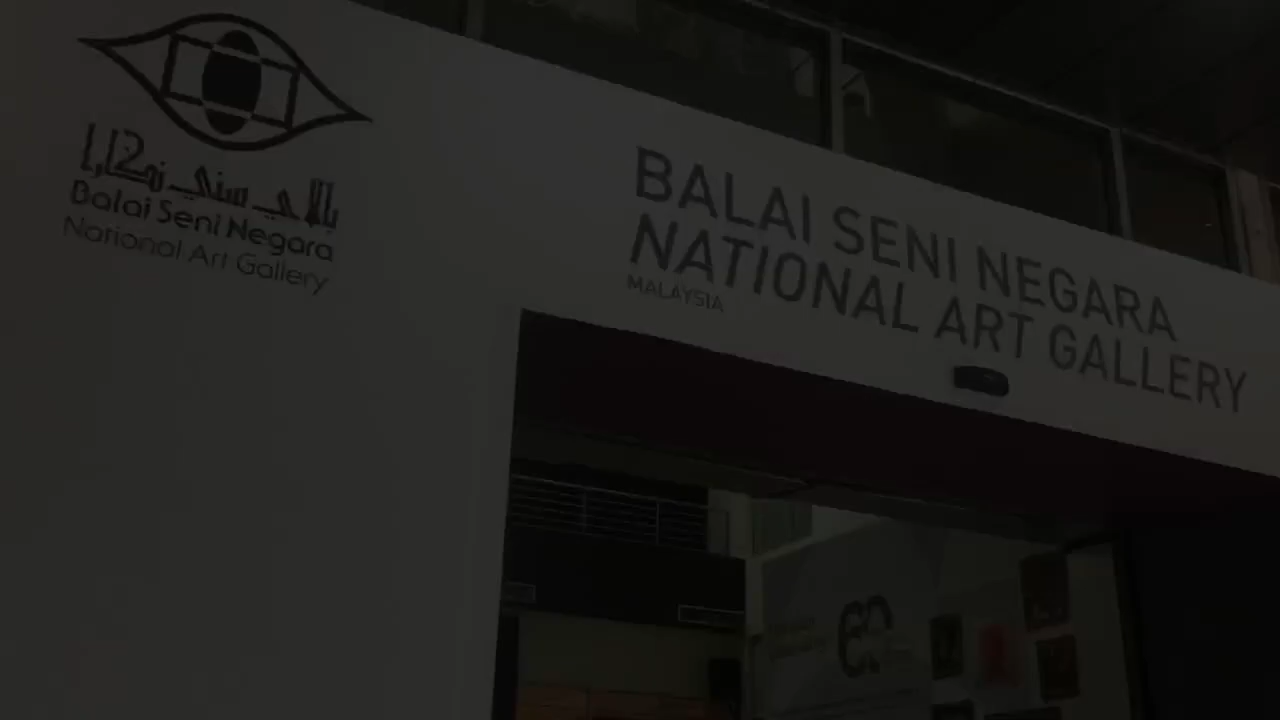 بالاي سني نݢارا
Balai Seni Negara
National Art Gallery
BALAI SENI NEGARA
NATIONAL ART GALLERY
MALAYSIA